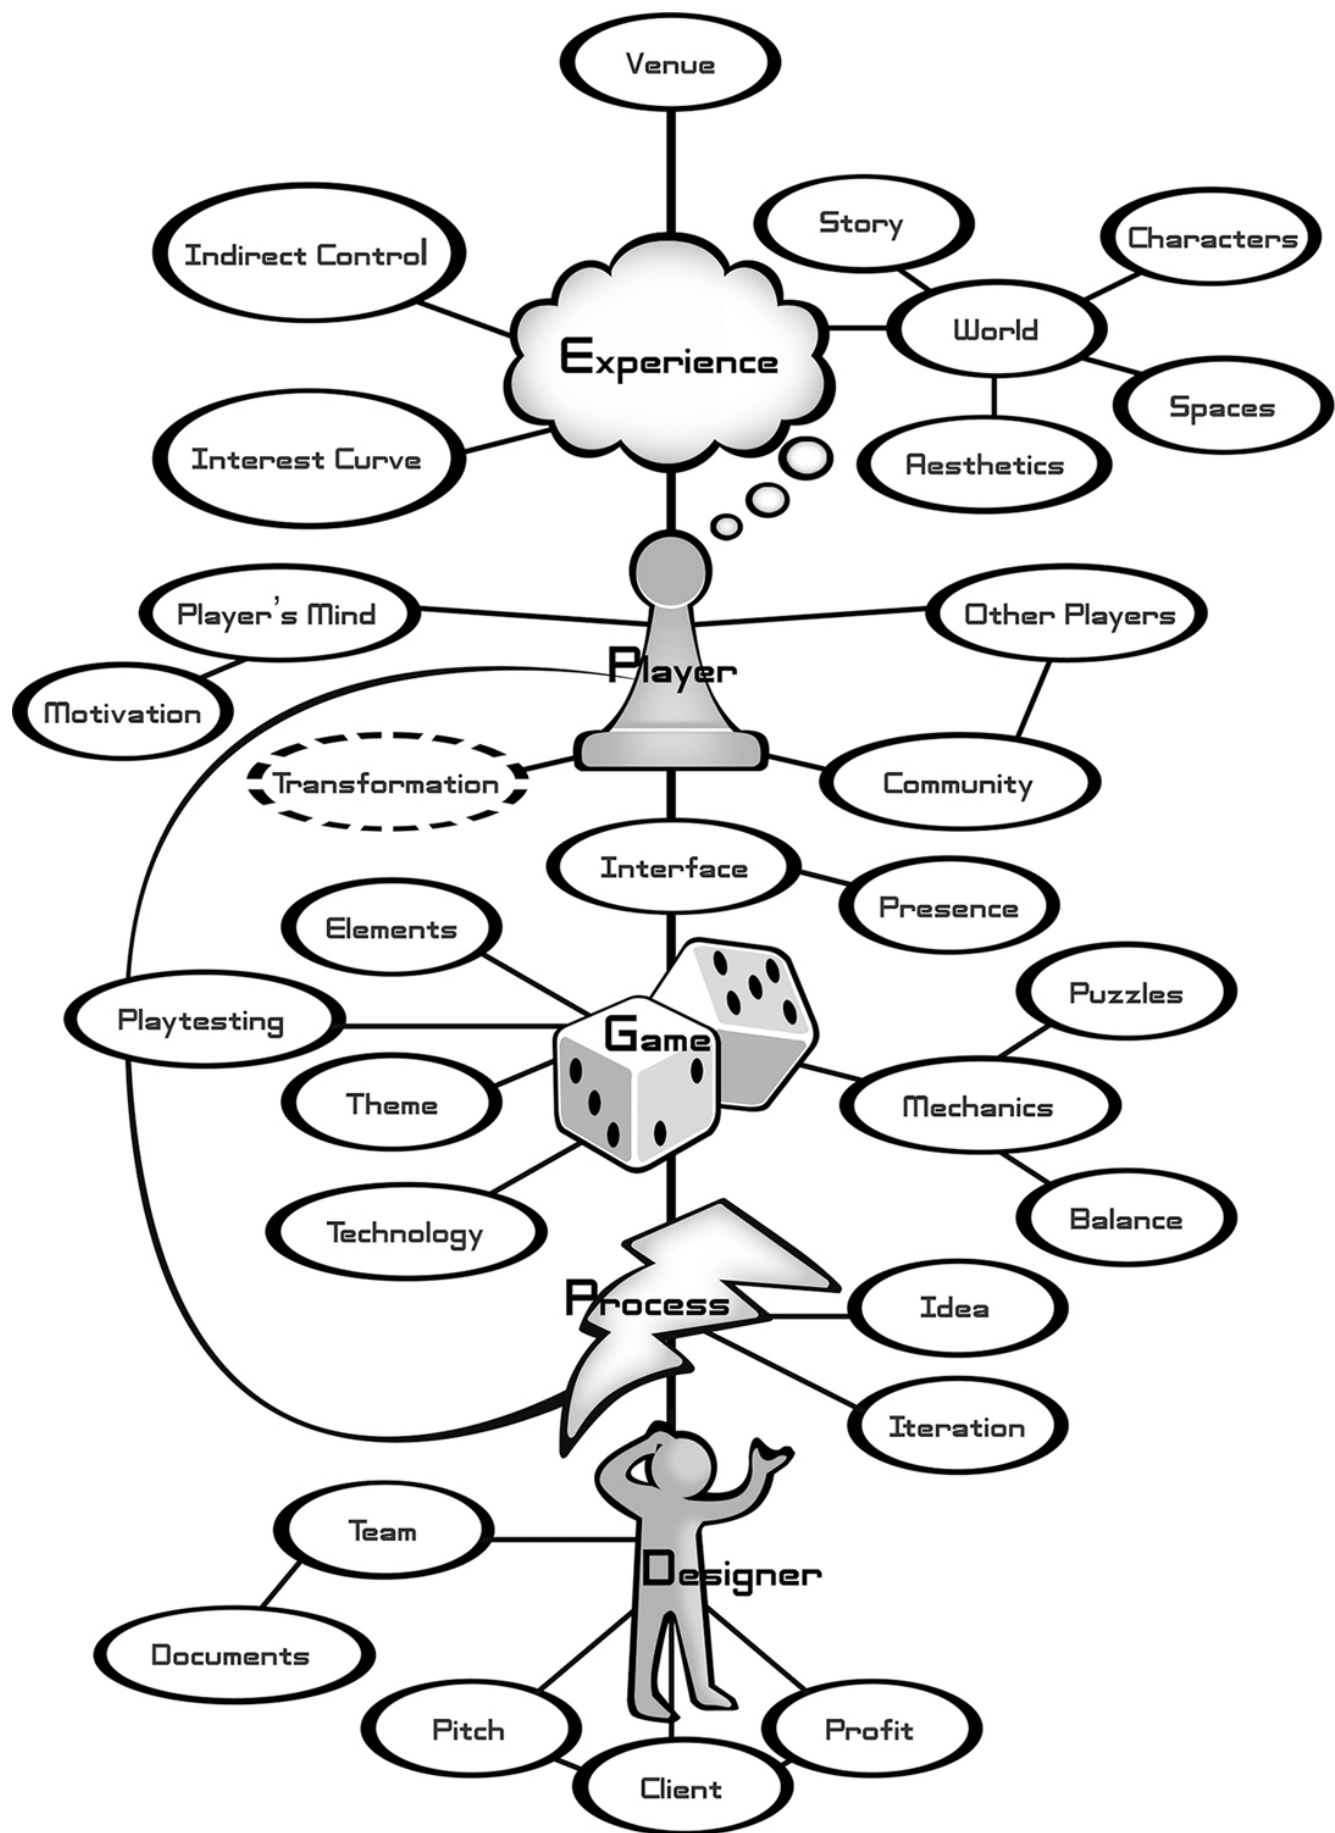 Venue
Indirect Control
Story
Characters
World
Experience
Interest Curve
Spaces
Aesthetics
Player's Mind
Other Players
Player
Motivation
Transformation
Community
Interface
Presence
Elements
Puzzles
Playtesting
Game
Theme
Mechanics
Technology
Balance
Process
Idea
Iteration
Team
Designer
Documents
Pitch
Profit
Client